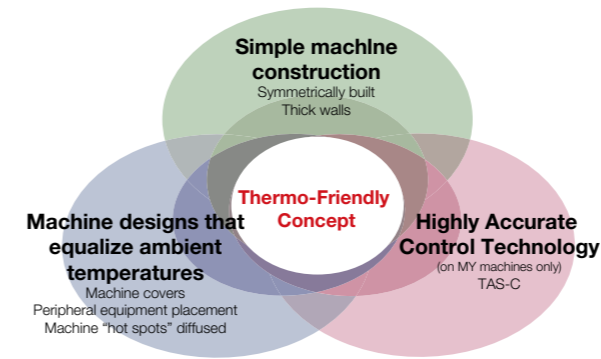 Simple machIne
construction
Symmetrically built
Thick walls
Thermo-Friendly
Concept
Machine designs that
equalize ambient
temperatures
Machine covers
Peripheral equipment placement
Machine “hot spots” diffused
Highly Accurate
Control Technology
(on MY machines only)
TAS-C